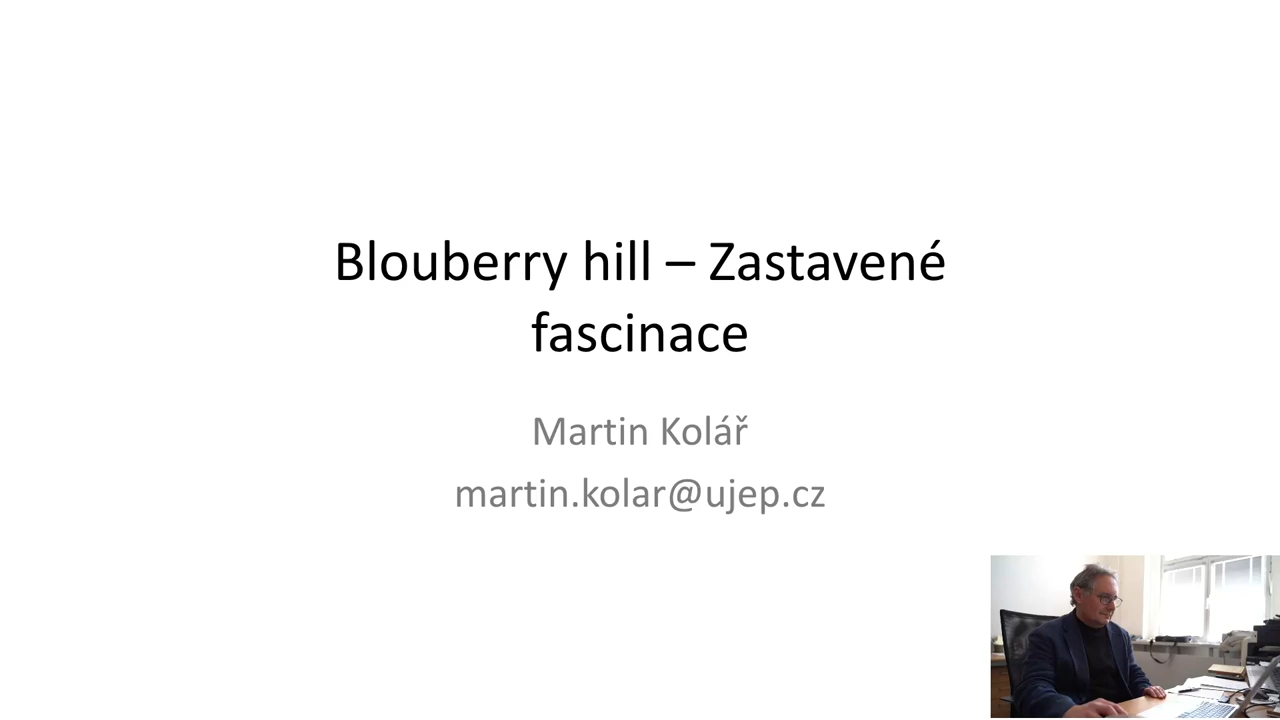 Blouberry hill – Zastavené
fascinace
Martin Kolář
martin.kolar@ujep.cz